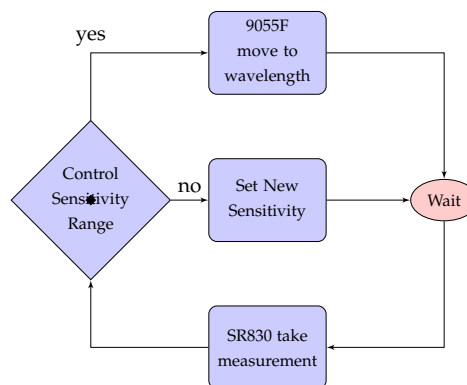 yes
9055F
move to
wavelength
Control
Sensitivity
Range
no
Set New
Sensitivity
Wait
SR830 take
measurement